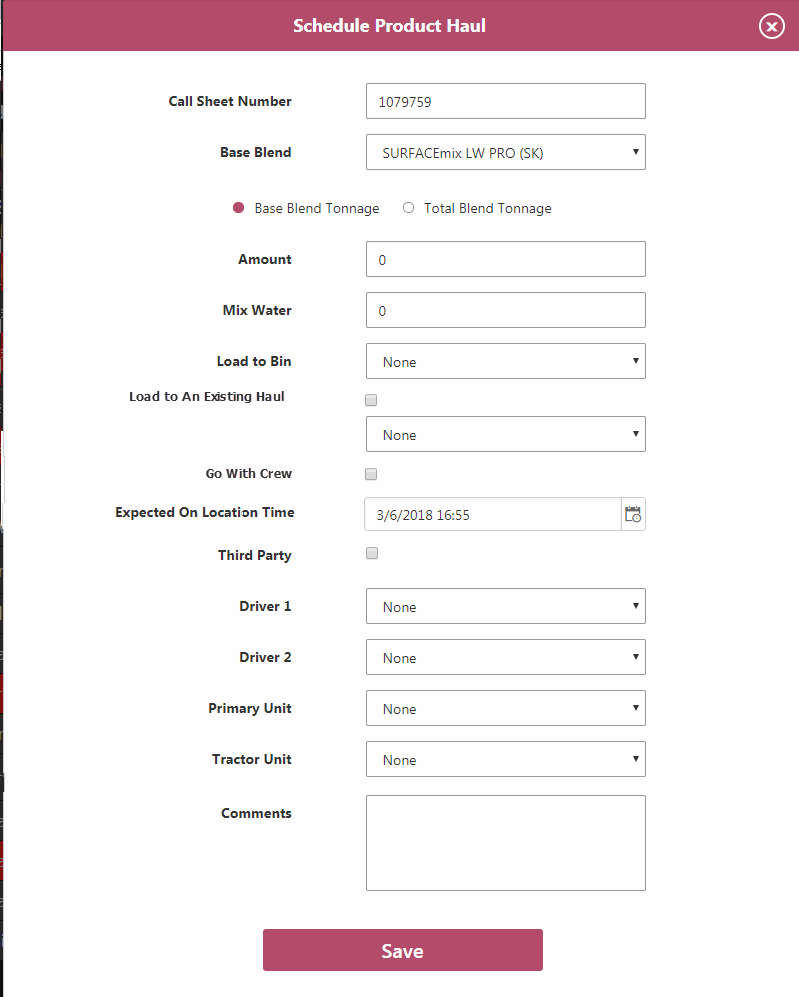 Schedule Product Haul
Call Sheet Number 1079759
Base Blend SURFACEmix LW PRO (SK)
Base Blend Tonnage Total Blend Tonnage
Amount 0
Mix Water 0
Load to Bin None
Load to An Existing Haul
None
Go With Crew
Expected On Location Time 3/6/2018 16:55
Third Party
Driver 1 None
Driver 2 None
Primary Unit None
Tractor Unit None
Comments
Save